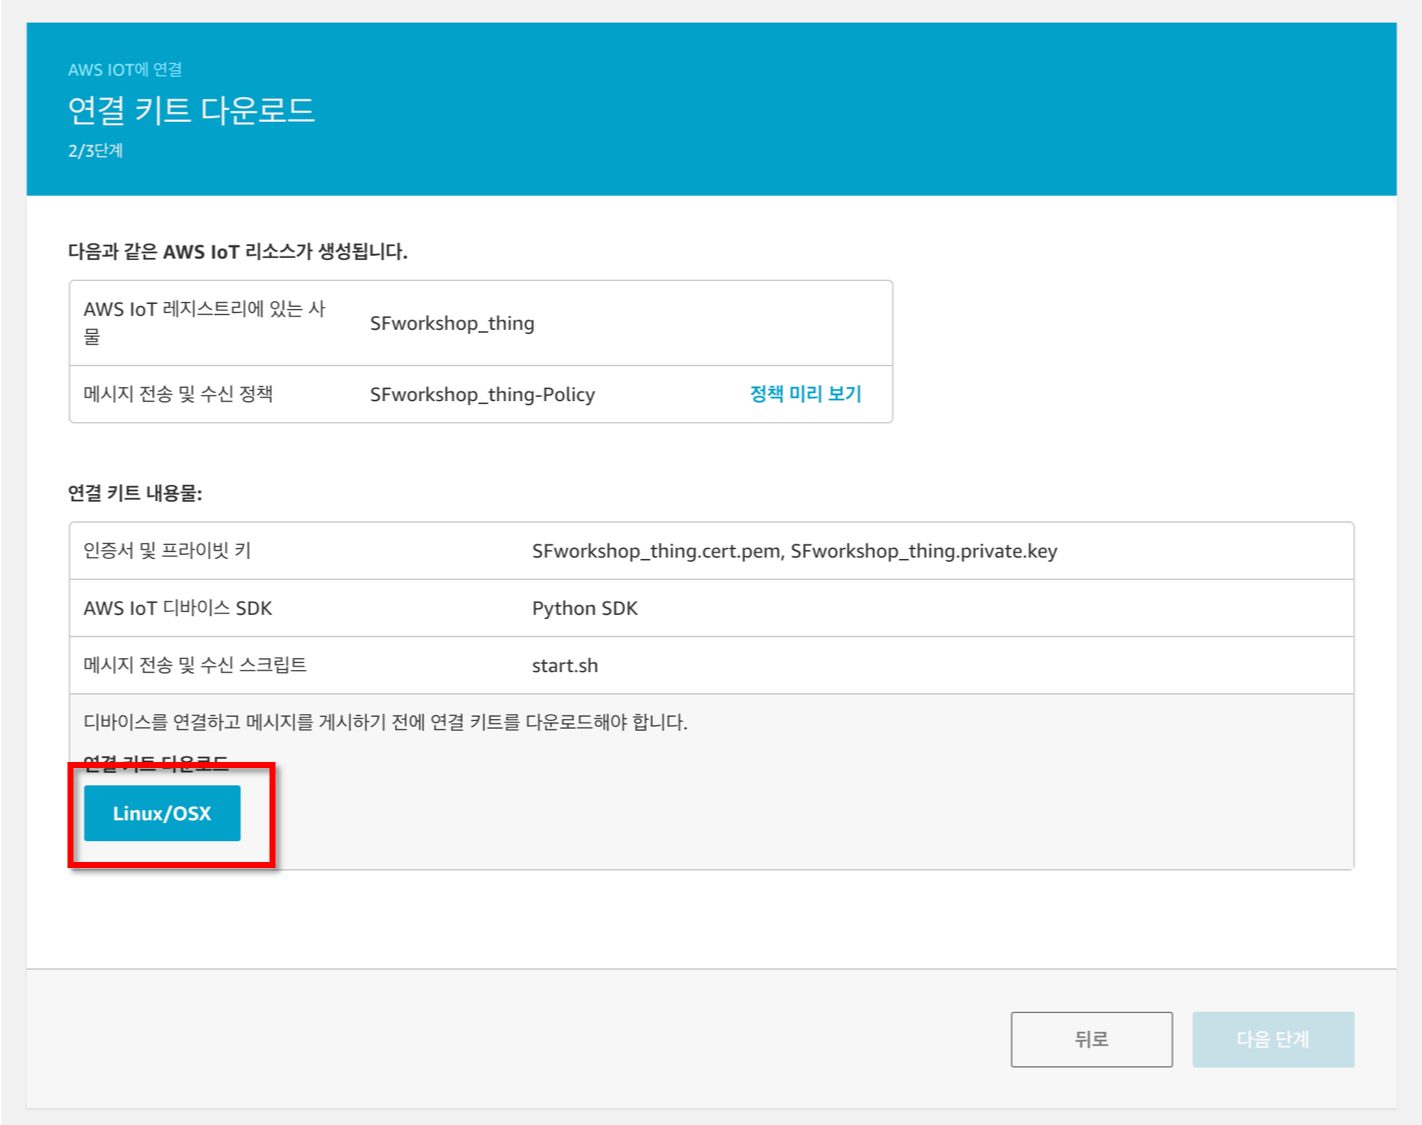 AWS IOT에 연결
연결 키트 다운로드
2/3단계
다음과 같은 AWS IoT 리소스가 생성됩니다.
AWS IoT 레지스트리에 있는 사
물
SFworkshop_thing
메시지 전송 및 수신 정책
SFworkshop_thing-Policy
정책 미리 보기
연결 키트 내용물:
인증서 및 프라이빗 키
SFworkshop_thing.cert.pem, SFworkshop_thing.private.key
AWS IoT 디바이스 SDK
Python SDK
메시지 전송 및 수신 스크립트
start.sh
디바이스를 연결하고 메시지를 게시하기 전에 연결 키트를 다운로드해야 합니다.
연결 키트 다운로드
Linux/OSX
뒤로
다음 단계